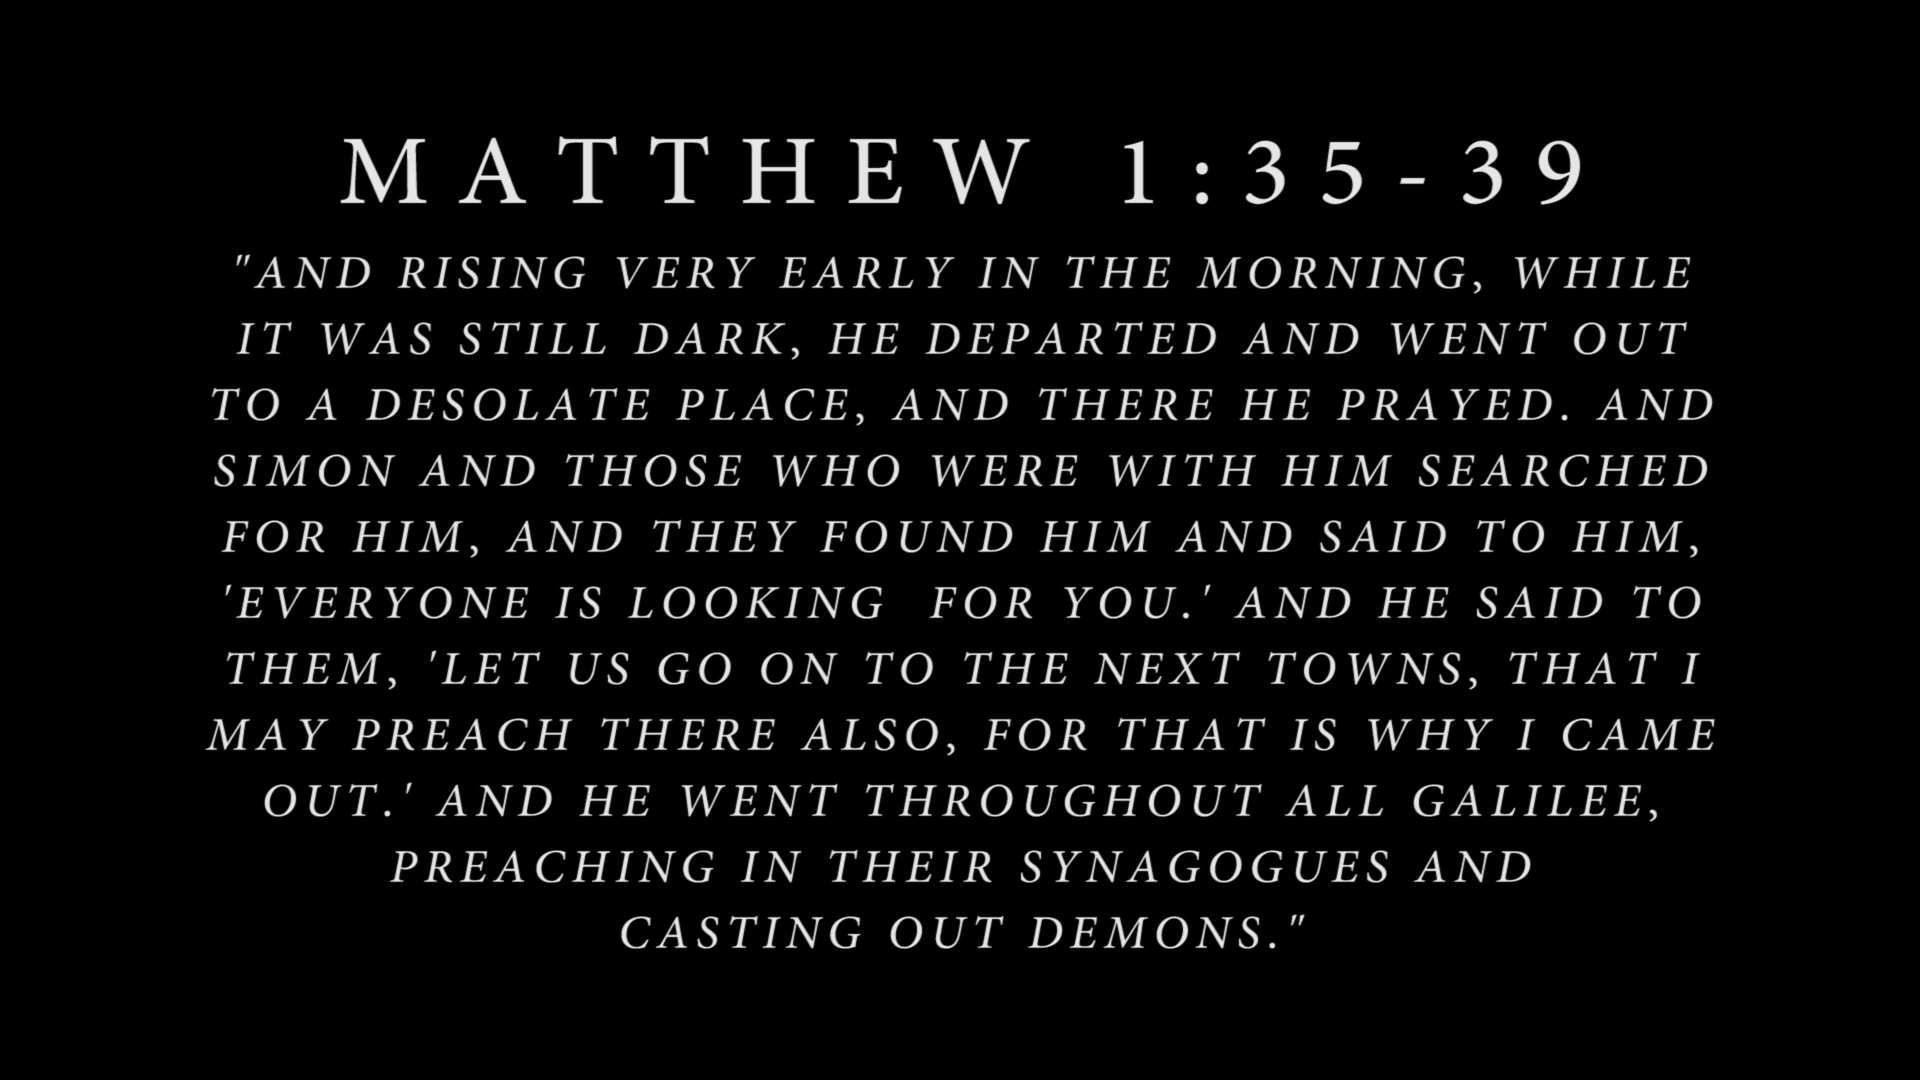 MATTHEW 1:35-39
"AND RISING VERY EARLY IN THE MORNING, WHILE
IT WAS STILL DARK, HE DEPARTED AND WENT OUT
TO A DESOLATE PLACE, AND THERE HE PRAYED. AND
SIMON AND THOSE WHO WERE WITH HIM SEARCHED
FOR HIM, AND THEY FOUND HIM AND SAID TO HIM,
'EVERYONE IS LOOKING  FOR YOU.' AND HE SAID TO
THEM, 'LET US GO ON TO THE NEXT TOWNS, THAT I
MAY PREACH THERE ALSO, FOR THAT IS WHY I CAME
OUT.' AND HE WENT THROUGHOUT ALL GALILEE,
PREACHING IN THEIR SYNAGOGUES AND
CASTING OUT DEMONS."